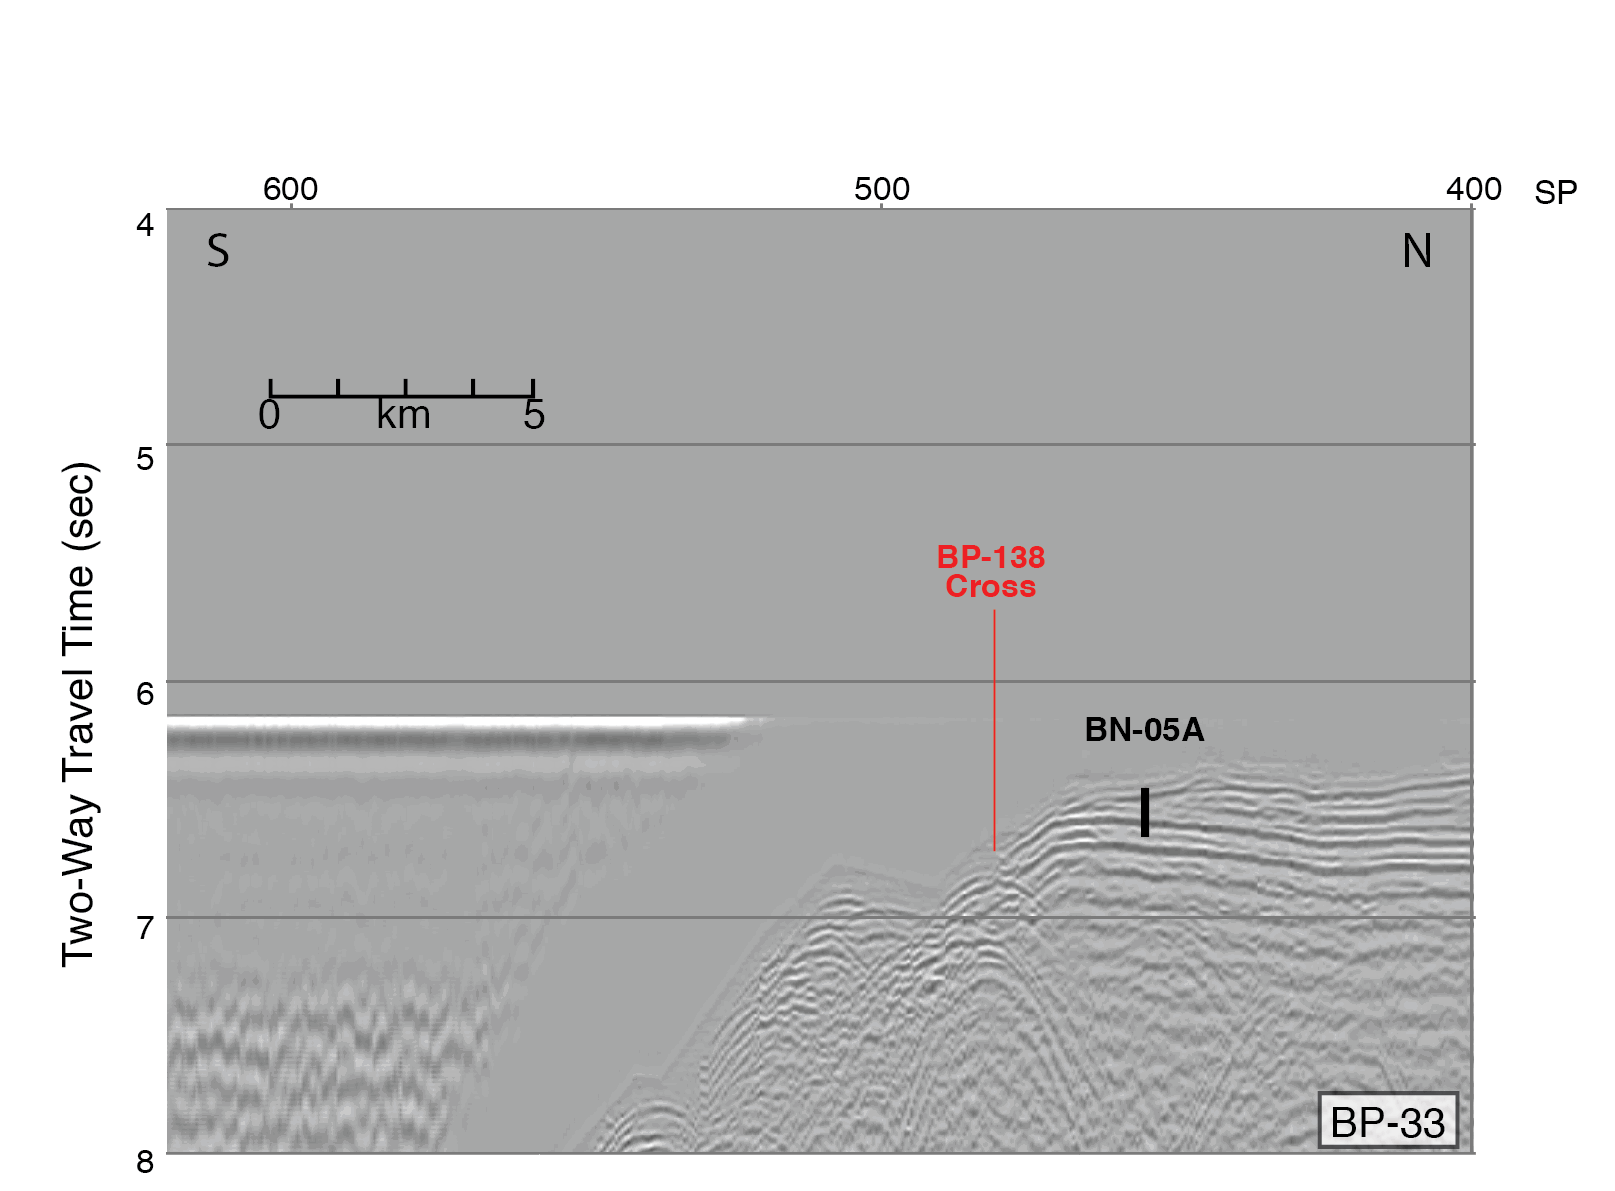 600 500 400 SP
4
S N
0 km 5
5
BP-138
Cross
6
BN-05A
Two-Way Travel Time (sec)
7
BP-33
8